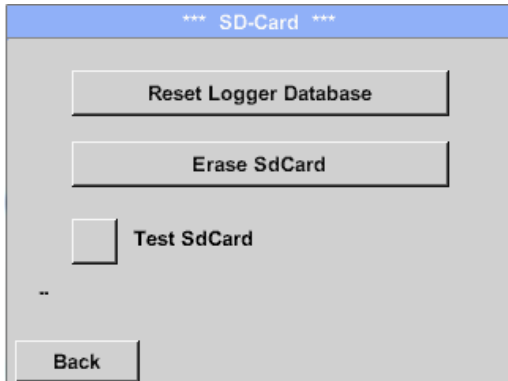 *** SD-Card ***
Reset Logger Database
Erase SdCard
Test SdCard
--
Back